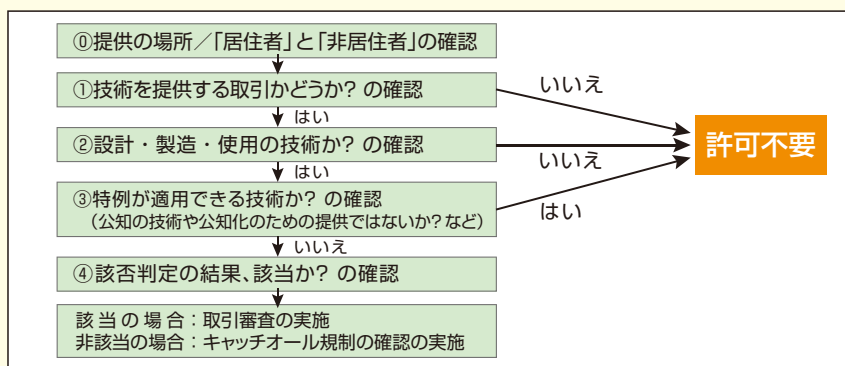 ⓪提供の場所／「居住者」と「非居住者」の確認
①技術を提供する取引かどうか? の確認
いいえ
はい
②設計・製造・使用の技術か? の確認
許可不要
いいえ
はい
③特例が適用できる技術か? の確認
（公知の技術や公知化のための提供ではないか? など）
はい
いいえ
④該否判定の結果、該当か? の確認
該当の場合：取引審査の実施
非該当の場合：キャッチオール規制の確認の実施